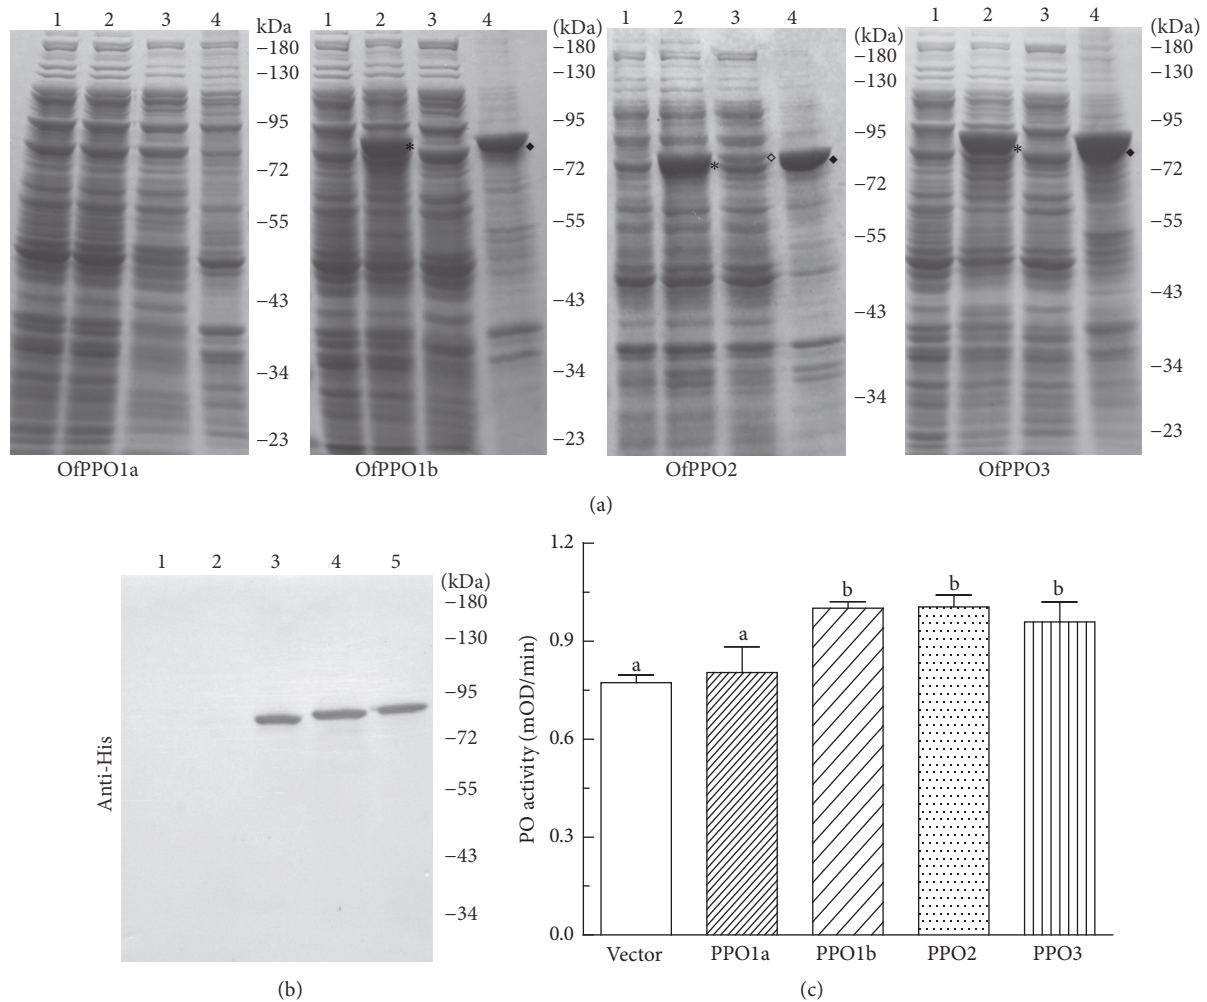 1 2 3 4 kDa
−180
−130
−95
−72
−55
−43
−34
−23
OfPPO1a
1 2 3 4 (kDa)
−180
−130
*
−95
−72
−55
−43
−34
−23
OfPPO1b
1 2 3 4 (kDa)
−180
−130
*
−95
−72
−55
−43
−34
OfPPO2
1 2 3 4 (kDa)
−180
−130
*
−95
−72
−55
−43
−34
−23
OfPPO3
(a)
1 2 3 4 5 (kDa)
−180
−130
−95
−72
−55
−43
−34
Anti-His
(b)
PO activity (mOD/min)
1.2
0.9
0.6
0.3
0.0
a a b b b
Vector PPO1a PPO1b PPO2 PPO3
(c)